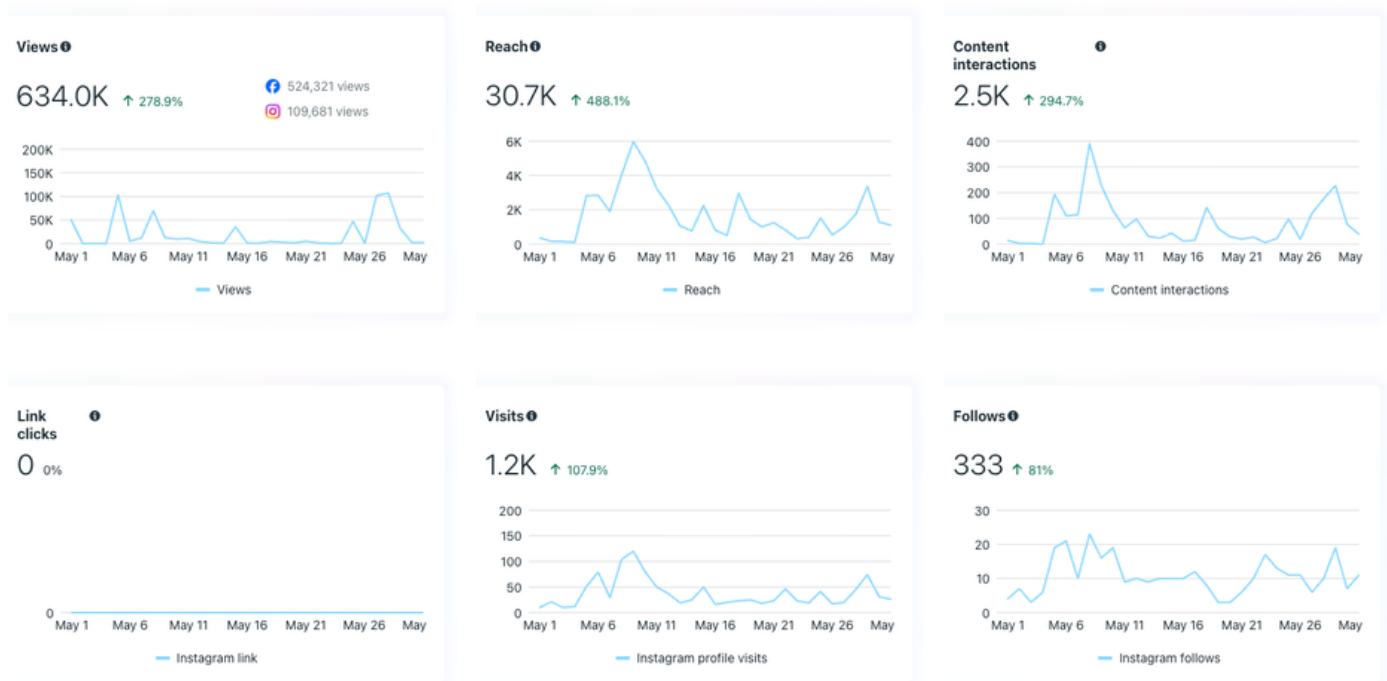 Views
634.0K ↑ 278.9%
524,321 views
109,681 views
200K
150K
100K
50K
0
May 1 May 6 May 11 May 16 May 21 May 26 May
Views
Reach
30.7K ↑ 488.1%
6K
4K
2K
0
May 1 May 6 May 11 May 16 May 21 May 26 May
Reach
Content
interactions
2.5K ↑ 294.7%
400
300
200
100
0
May 1 May 6 May 11 May 16 May 21 May 26 May
Content interactions
Link
clicks
0 0%
0
May 1 May 6 May 11 May 16 May 21 May 26 May
Instagram link
Visits
1.2K ↑ 107.9%
200
150
100
50
0
May 1 May 6 May 11 May 16 May 21 May 26 May
Instagram profile visits
Follows
333 ↑ 81%
30
20
10
0
May 1 May 6 May 11 May 16 May 21 May 26 May
Instagram follows